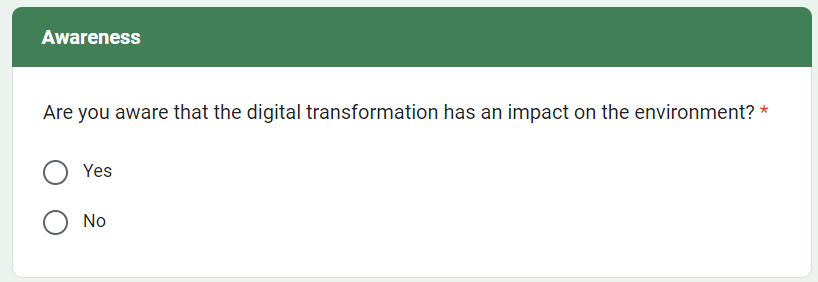 Awareness
Are you aware that the digital transformation has an impact on the environment? *
Yes
No